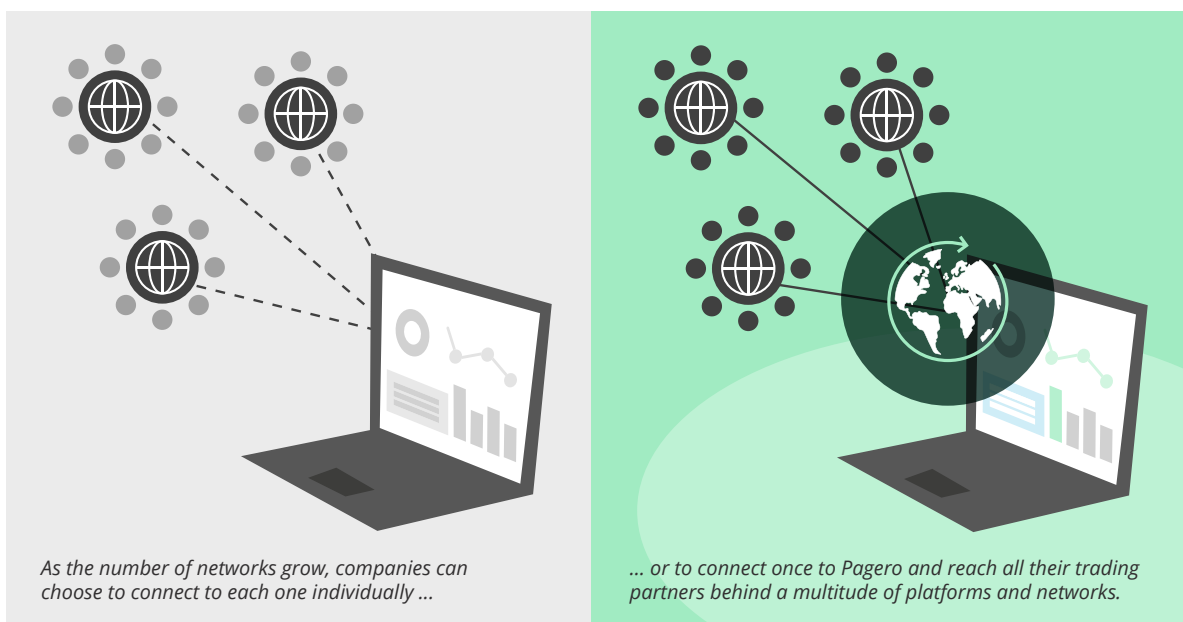 As the number of networks grow, companies can
choose to connect to each one individually ...
... or to connect once to Pagero and reach all their trading
partners behind a multitude of platforms and networks.